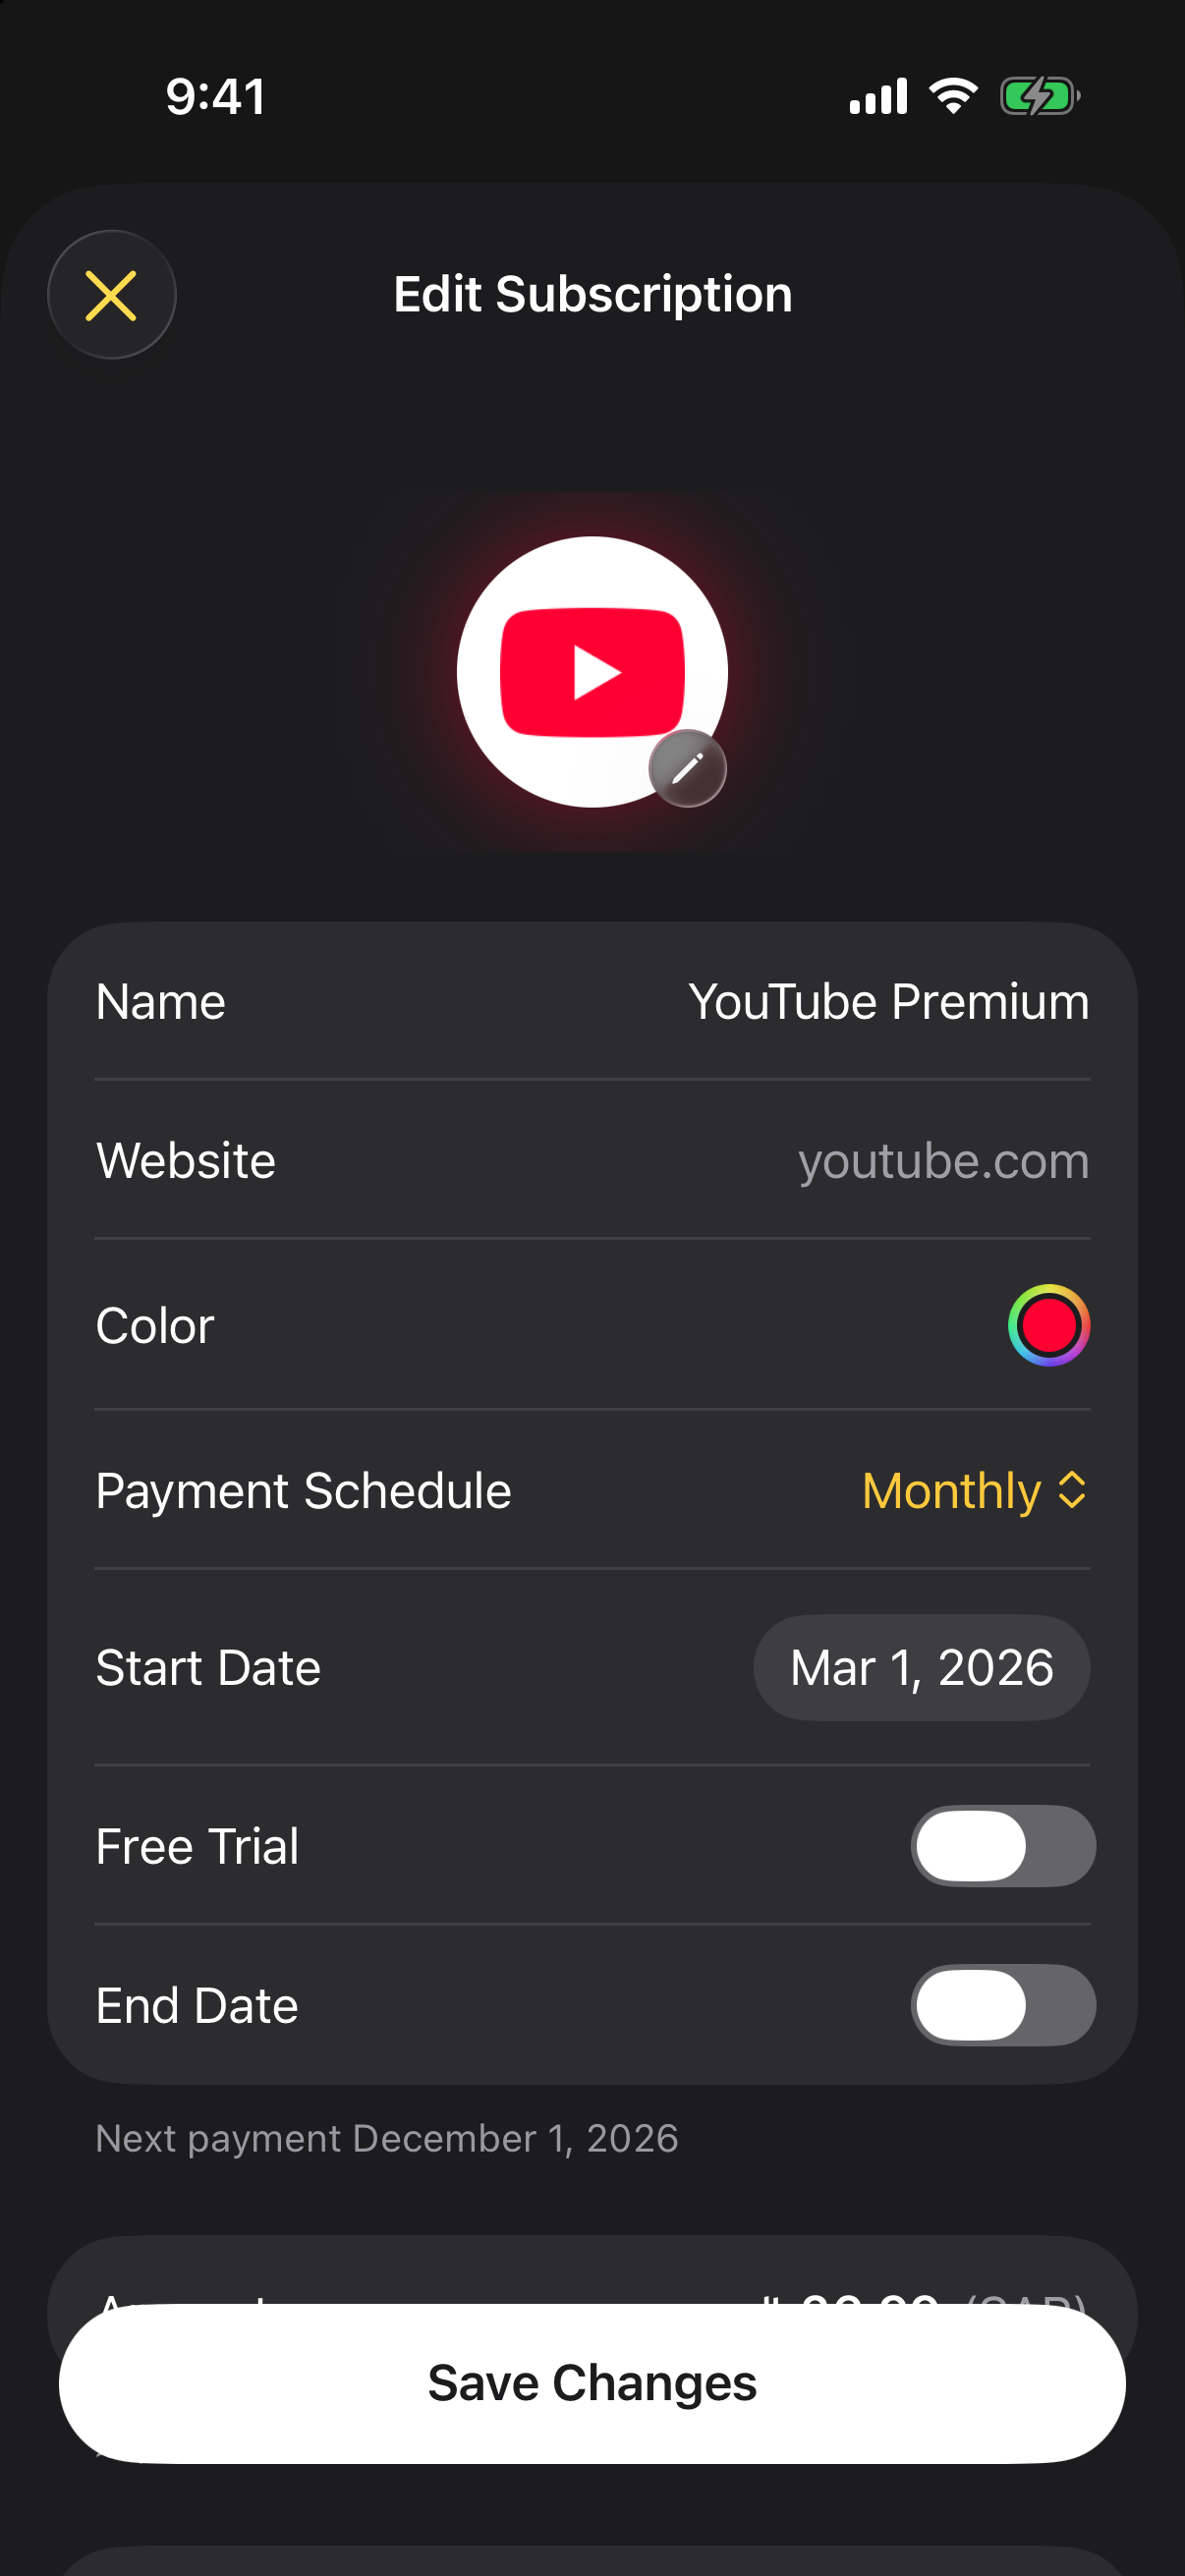 9:41
Edit Subscription
Name YouTube Premium
Website youtube.com
Color
Payment Schedule Monthly
Start Date Mar 1, 2026
Free Trial
End Date
Next payment December 1, 2026
Save Changes